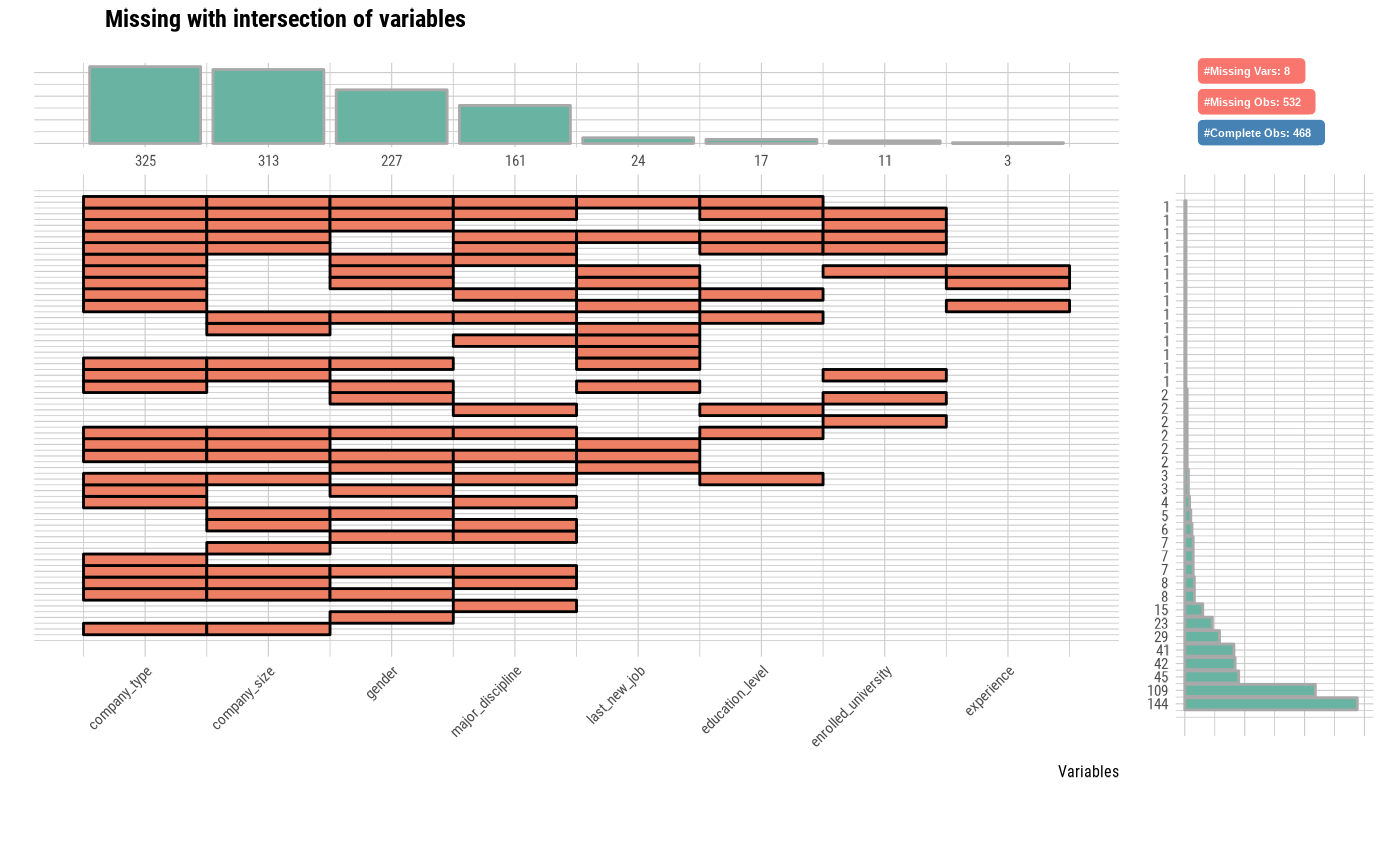 Missing with intersection of variables
#Missing Vars: 8
#Missing Obs: 532
#Complete Obs: 468
325 313 227 161 24 17 11 3
1
1
1
1
1
1
1
1
1
1
1
1
1
1
2
2
2
2
2
2
3
3
4
5
6
7
7
7
8
8
15
23
29
41
42
45
109
144
company_type
company_size
gender
major_discipline
last_new_job
education_level
enrolled_university
experience
Variables